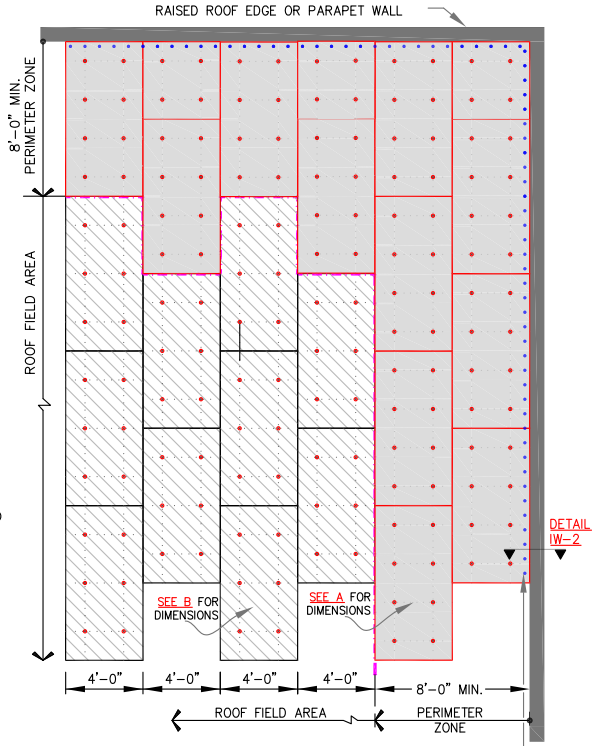 RAISED ROOF EDGE OR PARAPET WALL
8'-0" MIN.
PERIMETER ZONE
ROOF FIELD AREA
DETAIL
IW-2
SEE B FOR
DIMENSIONS
SEE A FOR
DIMENSIONS
4'-0" 4'-0" 4'-0" 4'-0" 8'-0" MIN.
ROOF FIELD AREA
PERIMETER
ZONE